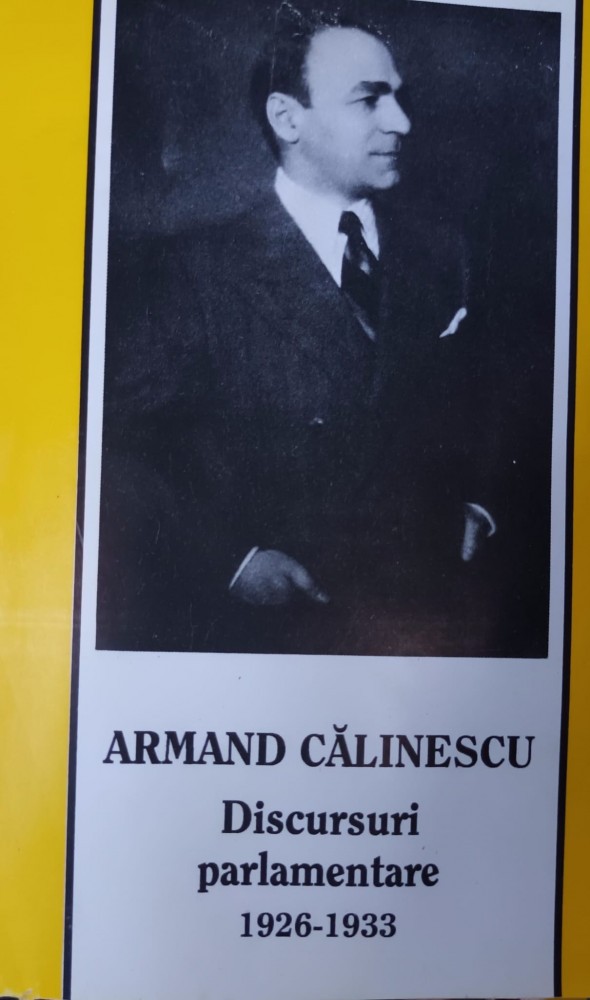 ARMAND CĂLINESCU
Discursuri
parlamentare
1926-1933